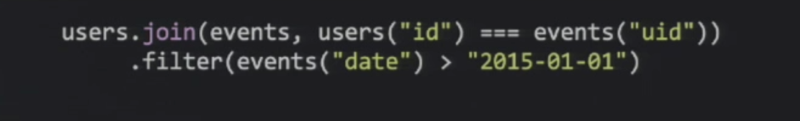 users.join(events, users("id") === events("uid"))
.filter(events("date") > "2015-01-01")